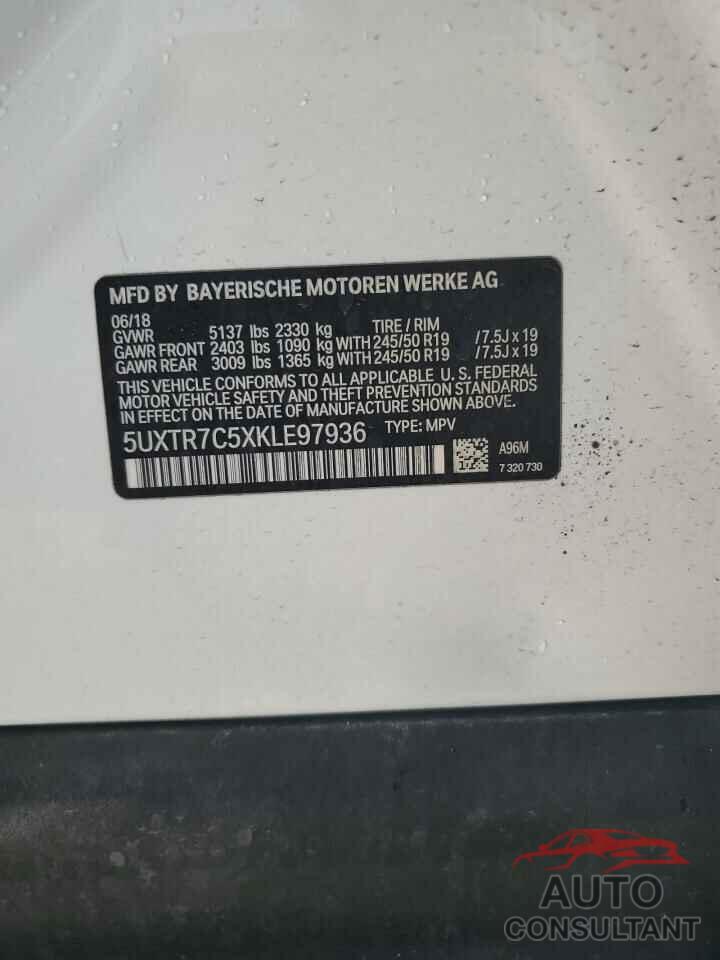 MFD BY BAYERISCHE MOTOREN WERKE AG
06/18 TIRE / RIM
GVWR 5137 lbs 2330 kg
GAWR FRONT 2403 lbs 1090 kg WITH 245/50 R19 / 7.5J x 19
GAWR REAR 3009 lbs 1365 kg WITH 245/50 R19 / 7.5J x 19
THIS VEHICLE CONFORMS TO ALL APPLICABLE U. S. FEDERAL
MOTOR VEHICLE SAFETY AND THEFT PREVENTION STANDARDS
IN EFFECT ON THE DATE OF MANUFACTURE SHOWN ABOVE.
5UXTR7C5XKLE97936 TYPE: MPV
A96M
7 320 730
AUTO
CONSULTANT